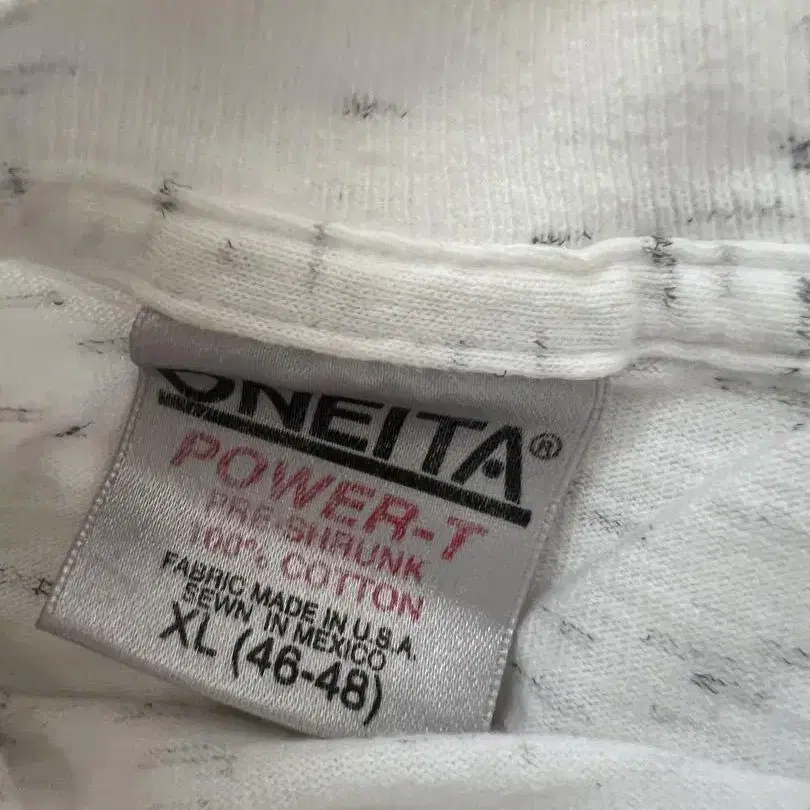 ONEITA®
POWER-T
PRE-SHRUNK
100% COTTON
FABRIC MADE IN U.S.A.
SEWN IN MEXICO
XL (46-48)